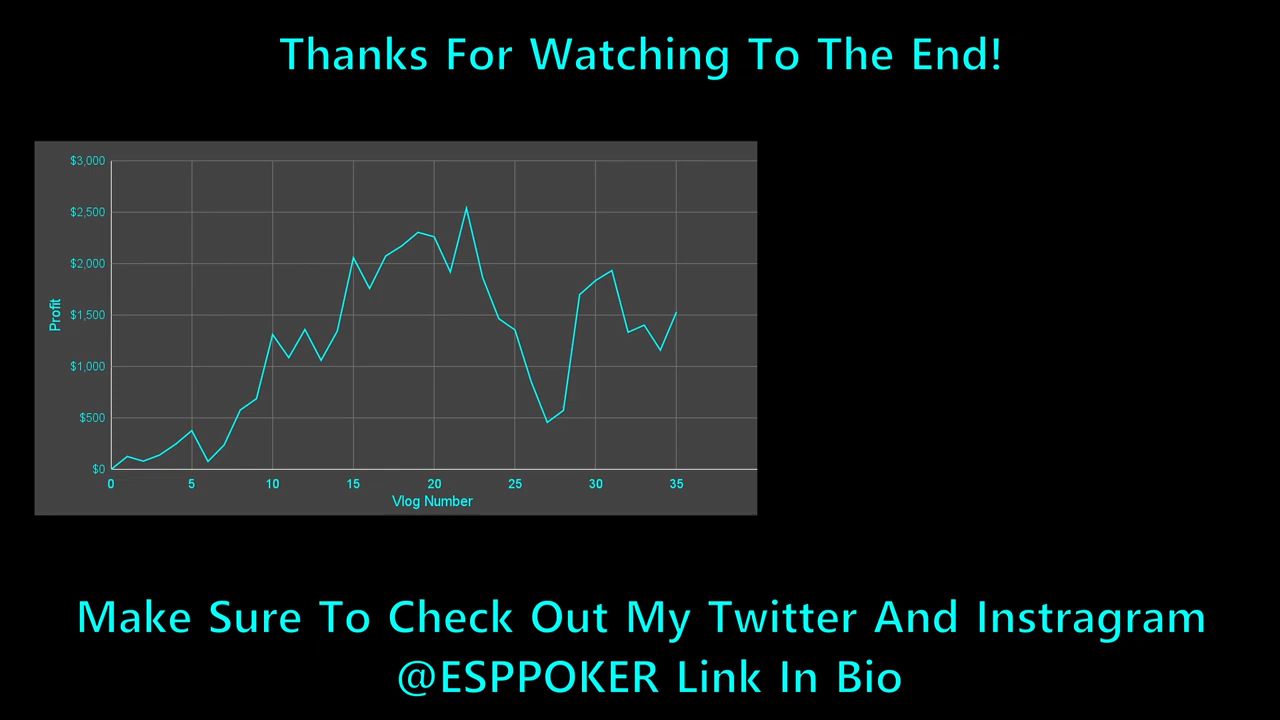 Thanks For Watching To The End!
$3,000
$2,500
$2,000
$1,500
$1,000
$500
$0
Profit
0 5 10 15 20 25 30 35
Vlog Number
Make Sure To Check Out My Twitter And Instragram
@ESPPOKER Link In Bio